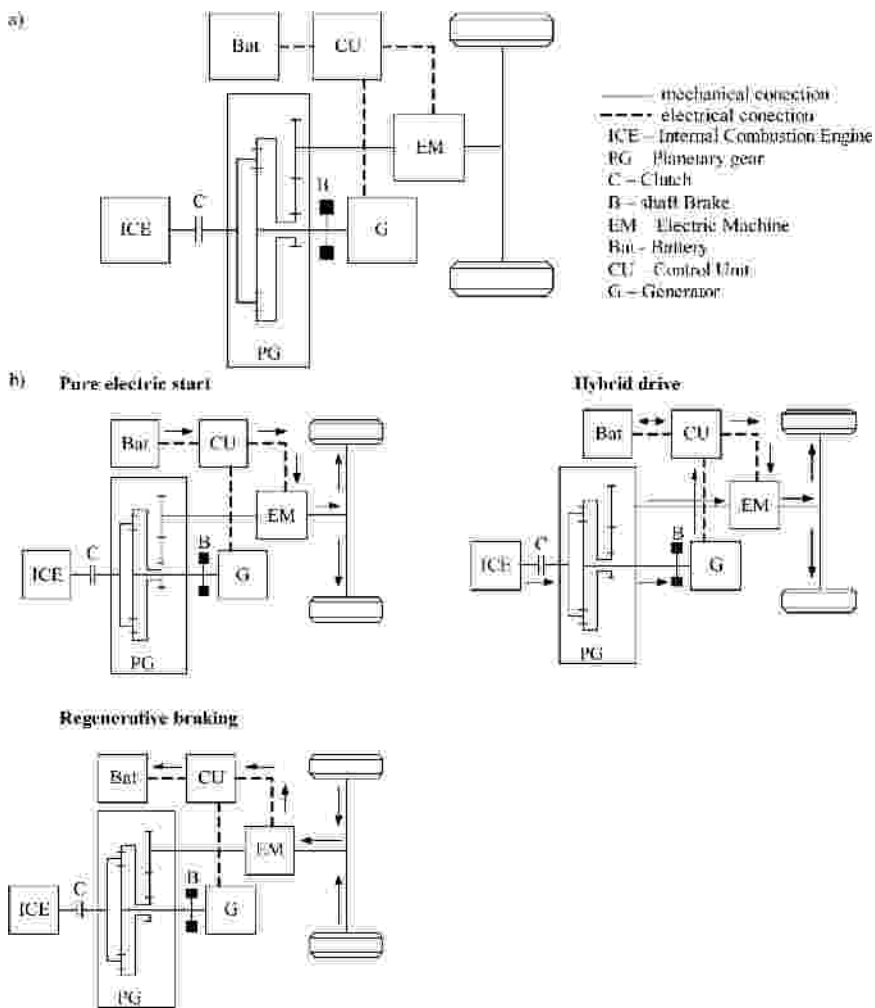 a)
Bat
CU
EM
B
C
ICE
G
PG
mechanical conection
electrical conection
ICE – Internal Combustion Engine
PG – Planetary gear
C – Clutch
B – shaft Brake
EM – Electric Machine
Bat – Battery
CU – Control Unit
G – Generator
b)
Pure electric start
Bat
CU
EM
B
C
ICE
G
PG
Hybrid drive
Bat
CU
EM
B
C
ICE
G
PG
Regenerative braking
Bat
CU
EM
B
C
ICE
G
PG